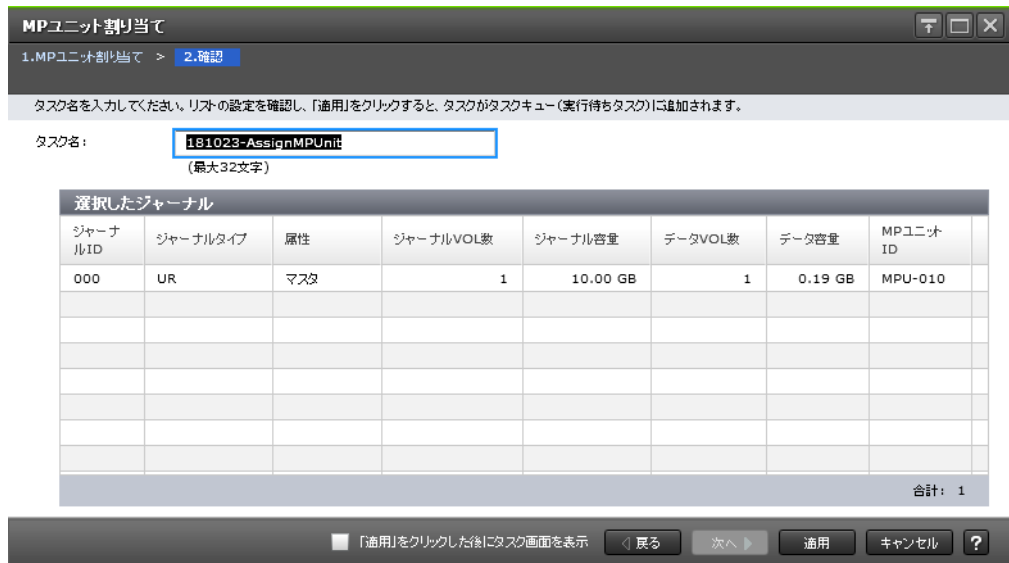 MPユニット割り当て
1.MPユニット割り当て > 2.確認
タスク名を入力してください。リストの設定を確認し、「適用」をクリックすると、タスクがタスクキュー(実行待ちタスク)に追加されます。
タスク名: 181023-AssignMPUnit
(最大32文字)
選択したジャーナル
ジャーナルID ジャーナルタイプ 属性 ジャーナルVOL数 ジャーナル容量 データVOL数 データ容量 MPユニットID
000 UR マスタ 1 10.00 GB 1 0.19 GB MPU-010
合計: 1
「適用」をクリックした後にタスク画面を表示 戻る 次へ 適用 キャンセル ?